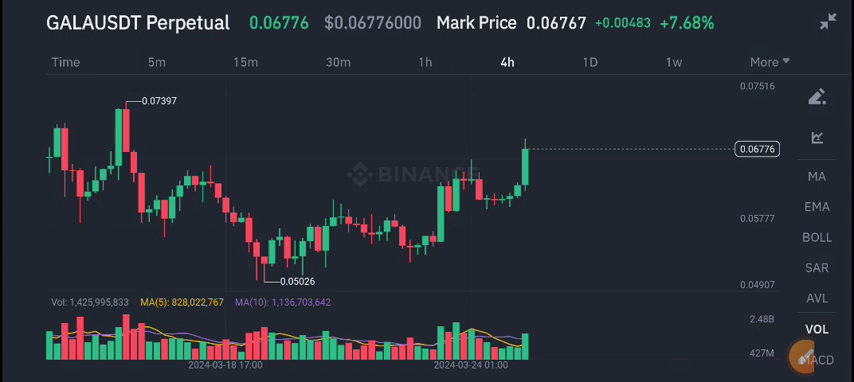 GALAUSDT Perpetual 0.06776 $0.06776000 Mark Price 0.06767 +0.00483 +7.68%
Time 5m 15m 30m 1h 4h 1D 1w More
0.07516
0.07397
0.06776
BINANCE
MA
EMA
0.05777
BOLL
SAR
0.05026
0.04907
AVL
Vol: 1,425,995,833 MA(5): 828,022,767 MA(10): 1,136,703,642
2.48B
VOL
427M
MACD
2024-03-18 17:00 2024-03-24 01:00